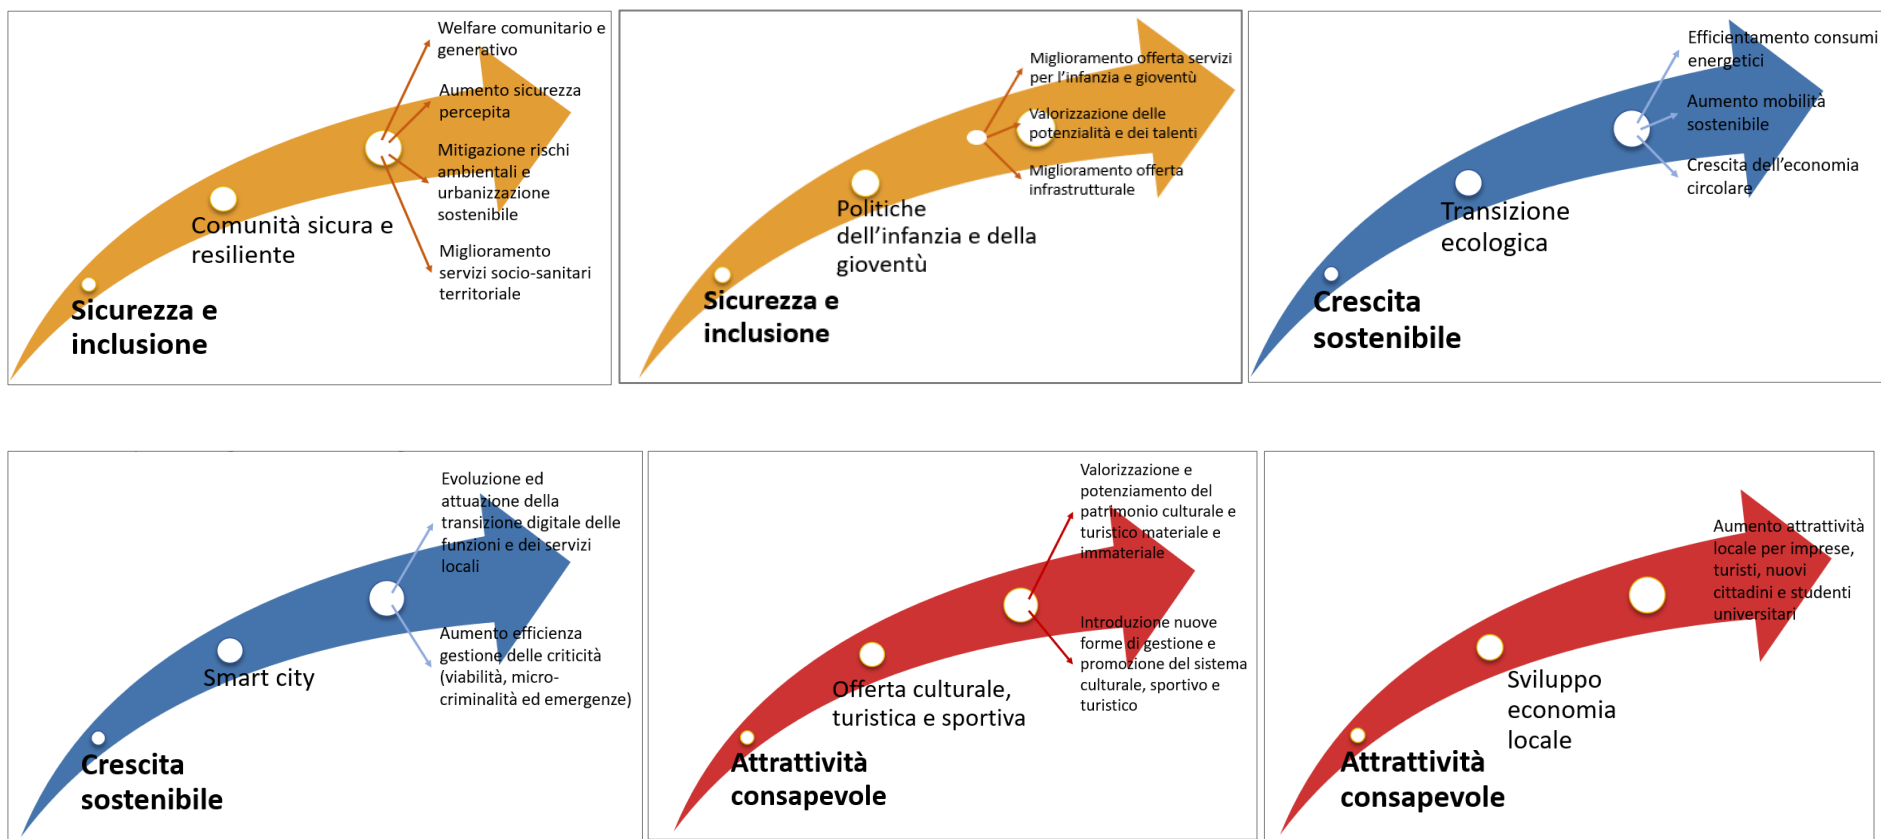 Welfare comunitario e
generativo
Aumento sicurezza
percepita
Mitigazione rischi
ambientali e
urbanizzazione
sostenibile
Miglioramento
servizi socio-sanitari
territoriale
Comunità sicura e
resiliente
Sicurezza e
inclusione
Miglioramento offerta servizi
per l'infanzia e gioventù
Valorizzazione delle
potenzialità e dei talenti
Miglioramento offerta
infrastrutturale
Politiche
dell'infanzia e della
gioventù
Sicurezza e
inclusione
Efficientamento consumi
energetici
Aumento mobilità
sostenibile
Crescita dell'economia
circolare
Transizione
ecologica
Crescita
sostenibile
Evoluzione ed
attuazione della
transizione digitale delle
funzioni e dei servizi
locali
Aumento efficienza
gestione delle criticità
(viabilità, micro-
criminalità ed emergenze)
Smart city
Crescita
sostenibile
Valorizzazione e
potenziamento del
patrimonio culturale e
turistico materiale e
immateriale
Introduzione nuove
forme di gestione e
promozione del sistema
culturale, sportivo e
turistico
Offerta culturale,
turistica e sportiva
Attrattività
consapevole
Aumento attrattività
locale per imprese,
turisti, nuovi
cittadini e studenti
universitari
Sviluppo
economia
locale
Attrattività
consapevole